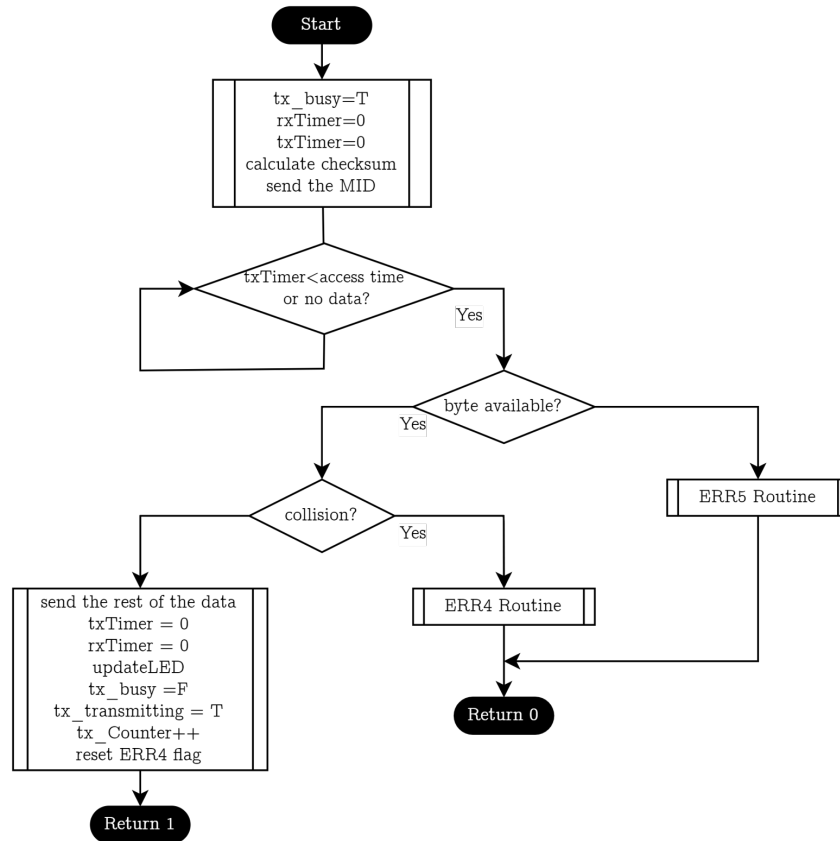 Start
tx_busy=T
rxTimer=0
txTimer=0
calculate checksum
send the MID
txTimer<access time
or no data?
Yes
byte available?
Yes
ERR5 Routine
collision?
Yes
send the rest of the data
txTimer = 0
rxTimer = 0
updateLED
tx_busy =F
tx_transmitting = T
tx_Counter++
reset ERR4 flag
ERR4 Routine
Return 0
Return 1